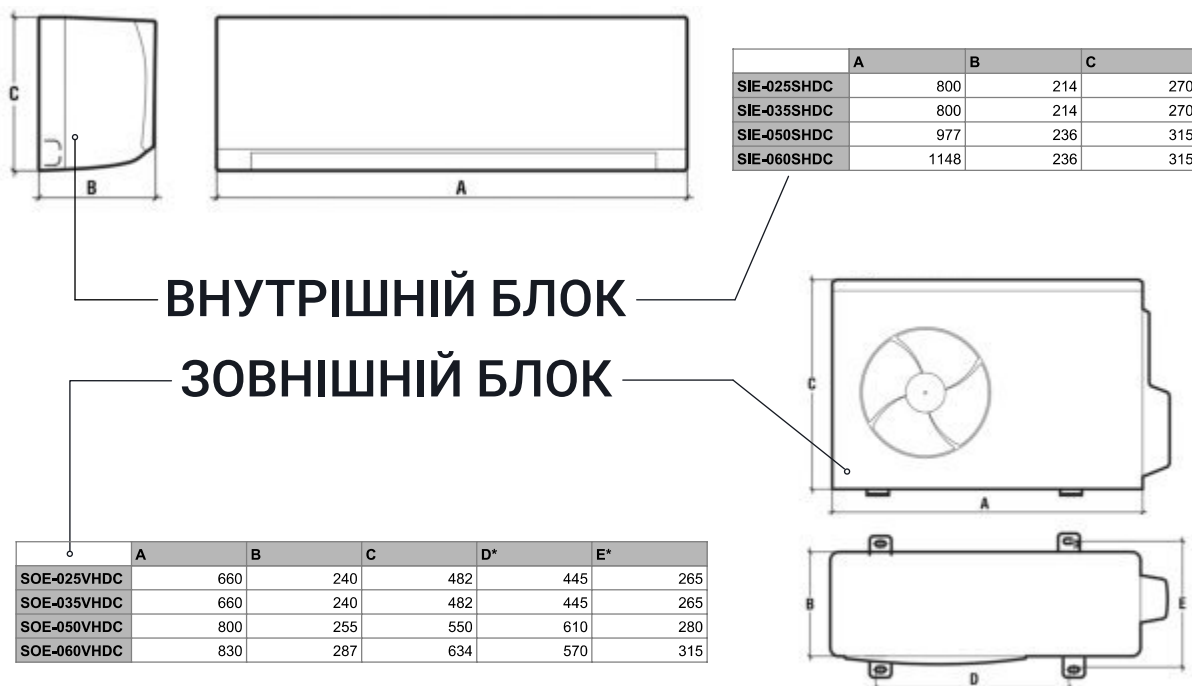 C
B
A
A B C
SIE-025SHDC 800 214 270
SIE-035SHDC 800 214 270
SIE-050SHDC 977 236 315
SIE-060SHDC 1148 236 315
ВНУТРІШНІЙ БЛОК
ЗОВНІШНІЙ БЛОК
C
A
A B C D* E*
SOE-025VHDC 660 240 482 445 265
SOE-035VHDC 660 240 482 445 265
SOE-050VHDC 800 255 550 610 280
SOE-060VHDC 830 287 634 570 315
B
E
D